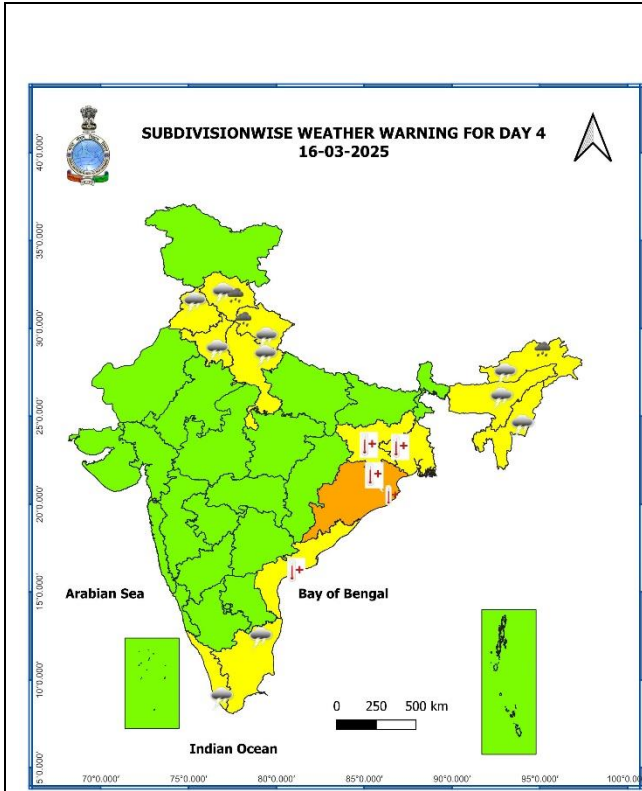 SUBDIVISIONWISE WEATHER WARNING FOR DAY 4
16-03-2025
40°0.000'
35°0.000'
30°0.000'
25°0.000'
20°0.000'
15°0.000'
10°0.000'
5°0.000'
Arabian Sea
Bay of Bengal
0 250 500 km
Indian Ocean
70°0.000' 75°0.000' 80°0.000' 85°0.000' 90°0.000' 95°0.000' 100°0.00